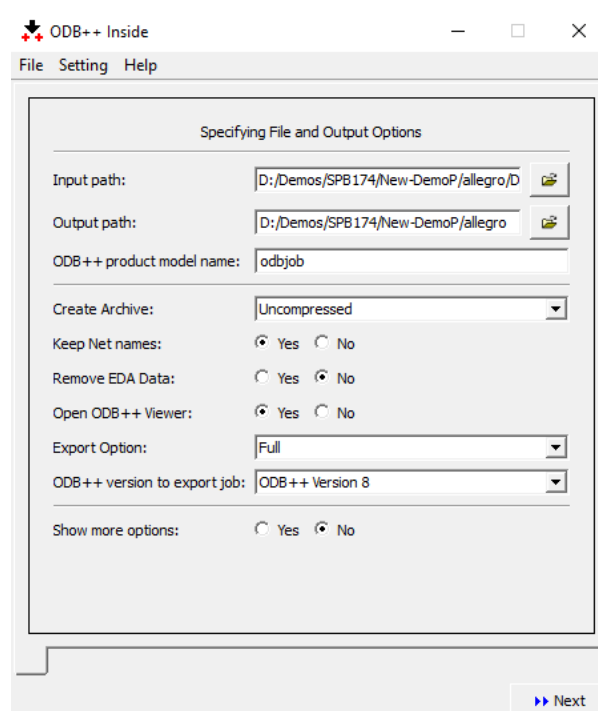 ODB++ Inside
File Setting Help
Specifying File and Output Options
Input path: D:/Demos/SPB174/New-DemoP/allegro/D
Output path: D:/Demos/SPB174/New-DemoP/allegro
ODB++ product model name: odbjob
Create Archive: Uncompressed
Keep Net names: Yes No
Remove EDA Data: Yes No
Open ODB++ Viewer: Yes No
Export Option: Full
ODB++ version to export job: ODB++ Version 8
Show more options: Yes No
Next